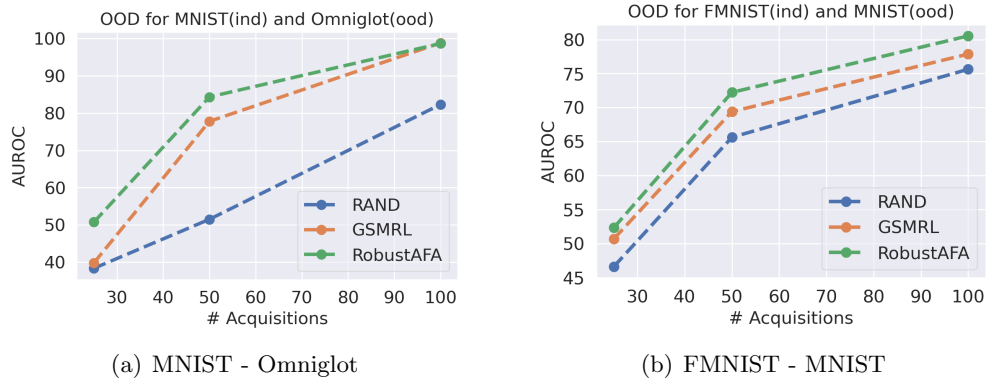 OOD for MNIST(ind) and Omniglot(ood)
100
90
80
70
60
50
40
AUROC
30 40 50 60 70 80 90 100
# Acquisitions
RAND
GSMRL
RobustAFA
(a) MNIST - Omniglot
OOD for FMNIST(ind) and MNIST(ood)
80
75
70
65
60
55
50
45
AUROC
30 40 50 60 70 80 90 100
# Acquisitions
RAND
GSMRL
RobustAFA
(b) FMNIST - MNIST